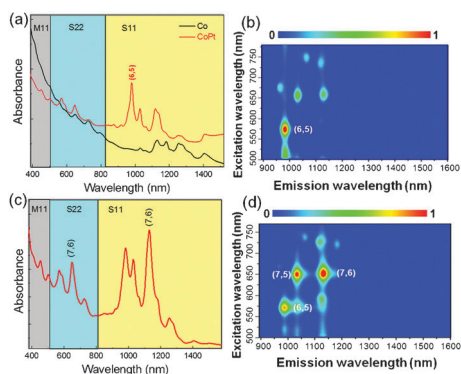 (a)
M11 S22 S11
Co
CoPt
(6,5)
Absorbance
400 600 800 1000 1200 1400
Wavelength (nm)
(b)
0 1
Excitation wavelength (nm)
750
700
650
600
550
500
(6,5)
900 1000 1100 1200 1300 1400 1500 1600
Emission wavelength (nm)
(c)
M11 S22 S11
(7,6)
(7,6)
Absorbance
400 600 800 1000 1200 1400
Wavelength (nm)
(d)
0 1
Excitation wavelength (nm)
750
700
650
600
550
500
(7,5) (7,6)
(6,5)
900 1000 1100 1200 1300 1400 1500 1600
Emission wavelength (nm)